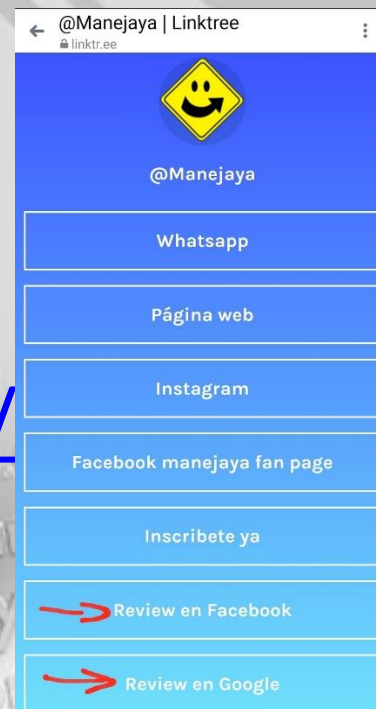 @Manejaya | Linktree
linktr.ee
@Manejaya
Whatsapp
Página web
Instagram
Facebook manejaya fan page
Inscribete ya
Review en Facebook
Review en Google